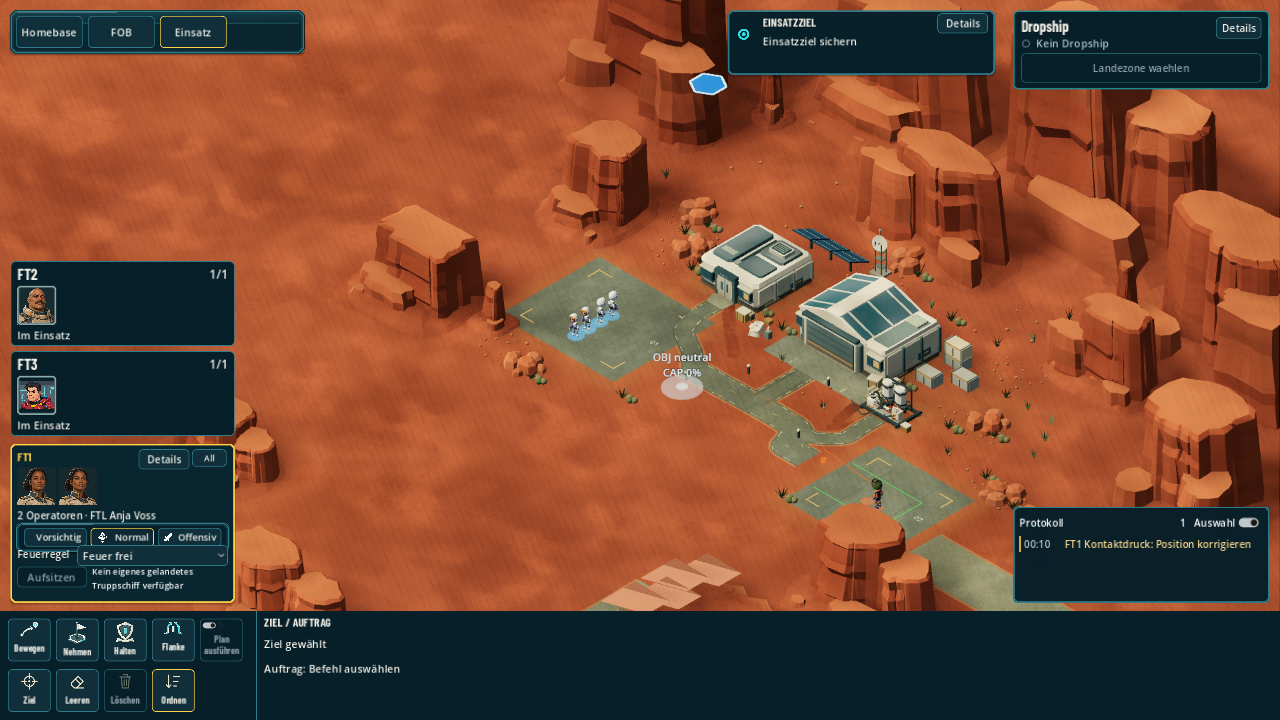 Homebase
FOB
Einsatz
EINSATZZIEL
Details
Einsatzziel sichern
Dropship
Details
Kein Dropship
Landezone waehlen
OBJ neutral
CAP 0%
FT2
1/1
Im Einsatz
FT3
1/1
Im Einsatz
FT1
Details
All
2 Operatoren · FTL Anja Voss
Vorsichtig
Normal
Offensiv
Feuerregel
Feuer frei
Aufsitzen
Kein eigenes gelandetes
Truppschiff verfügbar
Protokoll
1
Auswahl
00:10
FT1 Kontaktdruck: Position korrigieren
Bewegen
Nehmen
Halten
Flanke
Plan
ausführen
Ziel
Leeren
Löschen
Ordnen
ZIEL / AUFTRAG
Ziel gewählt
Auftrag: Befehl auswählen